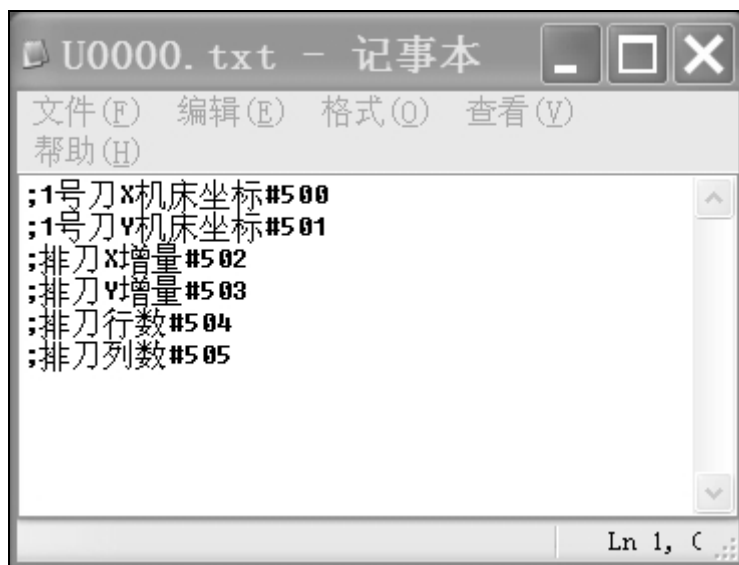 U0000.txt - 记事本
文件(F) 编辑(E) 格式(O) 查看(V)
帮助(H)
;1号刀X机床坐标#500
;1号刀Y机床坐标#501
;排刀X增量#502
;排刀Y增量#503
;排刀行数#504
;排刀列数#505
Ln 1, C